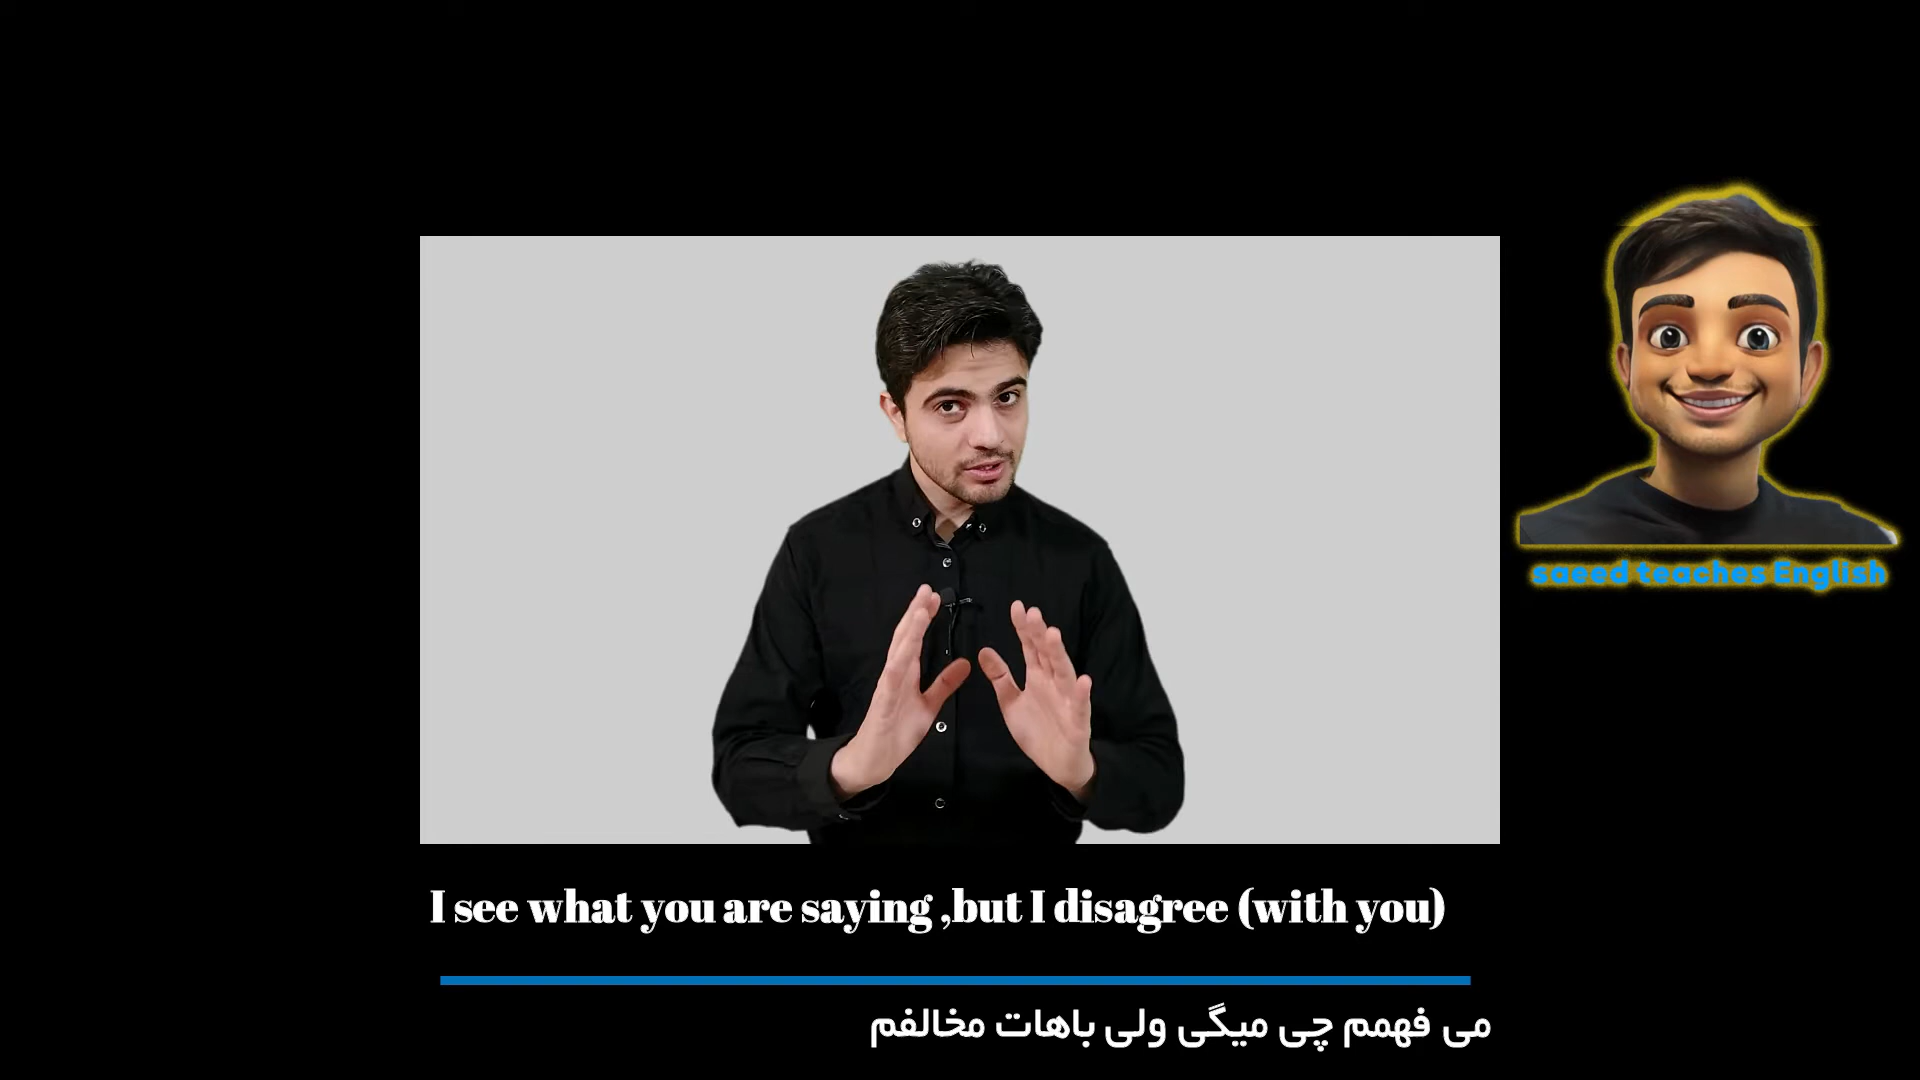 saeed teaches English
I see what you are saying ,but I disagree (with you)
می فهمم چی میگی ولی باهات مخالفم